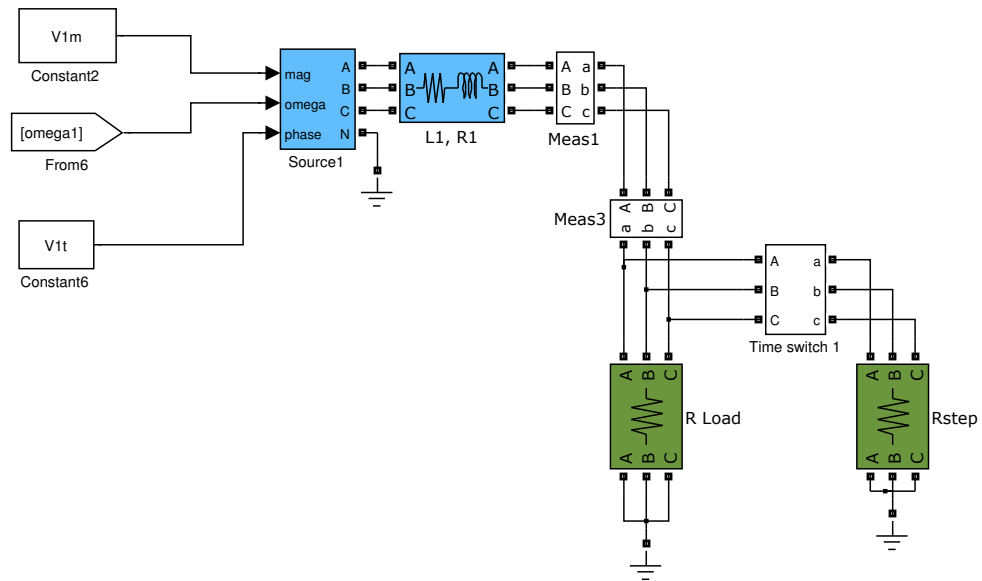 V1m
Constant2
[omega1]
From6
V1t
Constant6
mag
omega
phase
A
B
C
N
Source1
A A
B B
C C
L1, R1
A a
B b
C c
Meas1
Meas3
A B C
a b c
A a
B b
C c
Time switch 1
A B C
R Load
A B C
A B C
Rstep
A B C